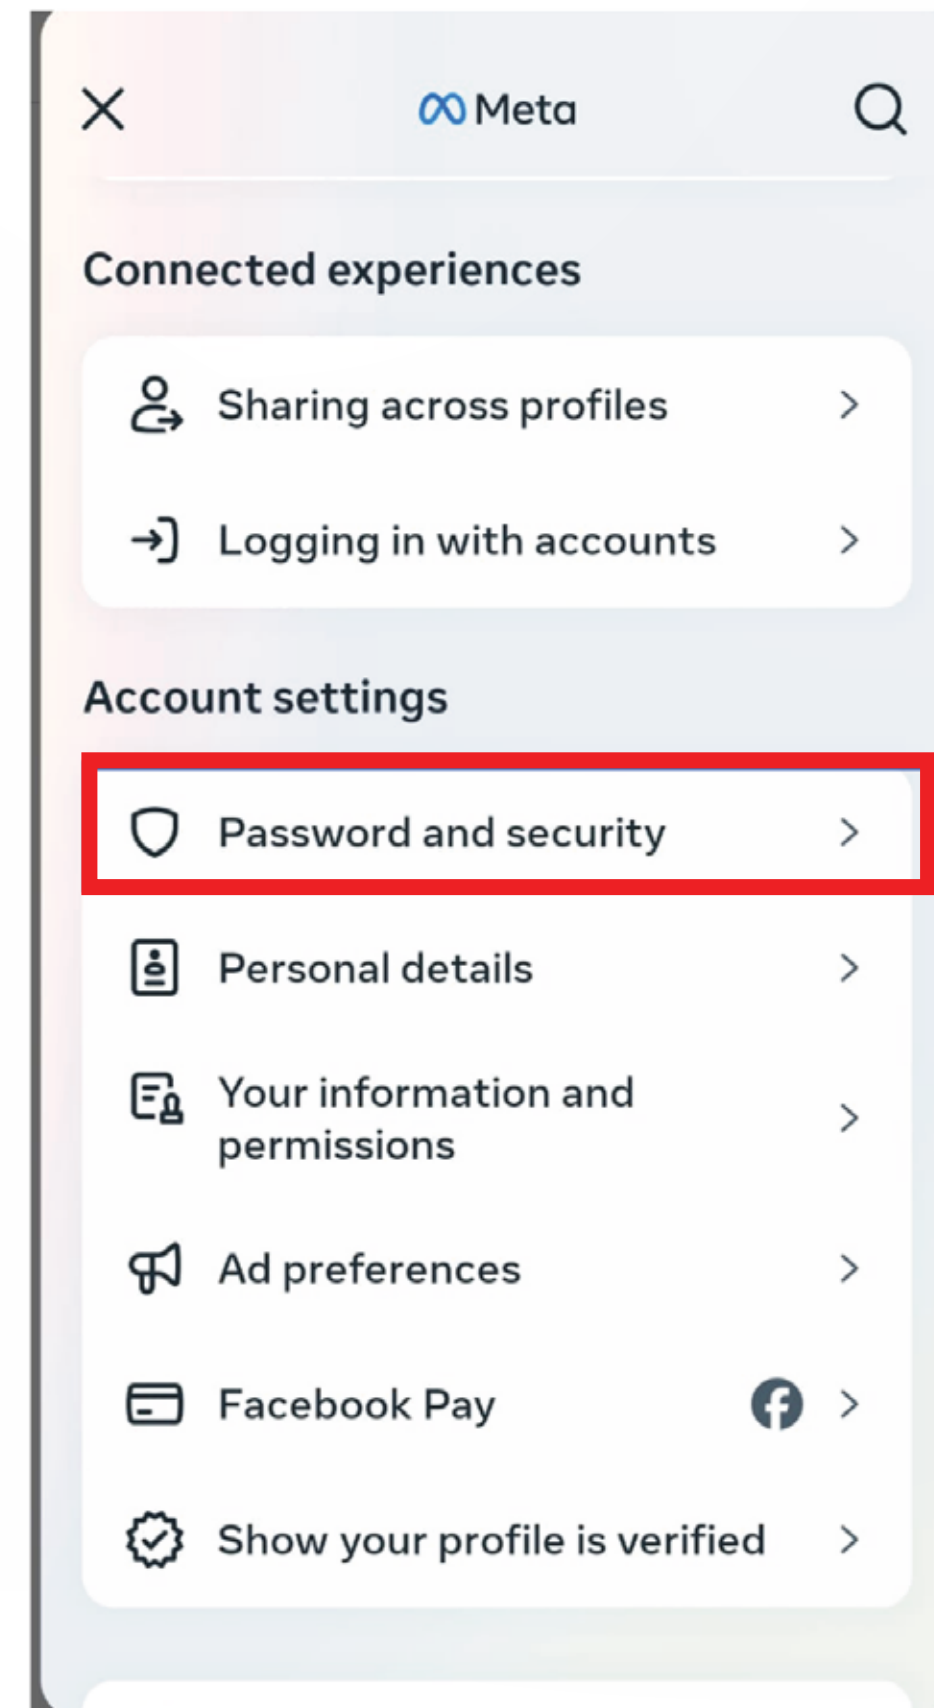 Meta
Connected experiences
Sharing across profiles
Logging in with accounts
Account settings
Password and security
Personal details
Your information and
permissions
Ad preferences
Facebook Pay
Show your profile is verified